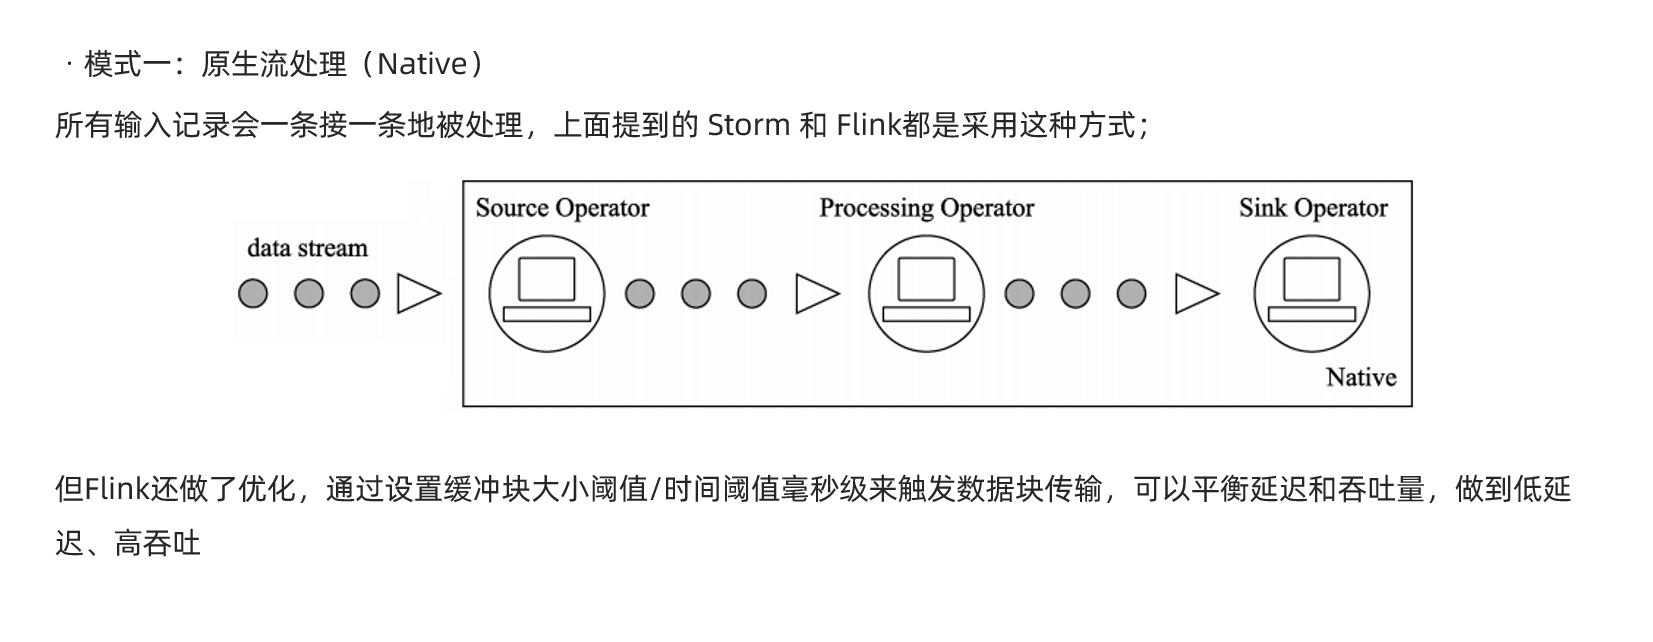 · 模式一：原生流处理（Native）
所有输入记录会一条接一条地被处理，上面提到的 Storm 和 Flink都是采用这种方式；
Source Operator
Processing Operator
Sink Operator
data stream
Native
但Flink还做了优化，通过设置缓冲块大小阈值/时间阈值毫秒级来触发数据块传输，可以平衡延迟和吞吐量，做到低延
迟、高吞吐